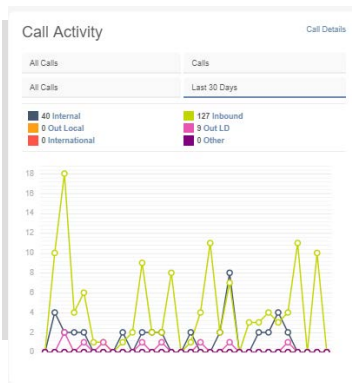 Call Activity
Call Details
All Calls
Calls
All Calls
Last 30 Days
40 Internal
127 Inbound
0 Out Local
9 Out LD
0 International
0 Other
18
16
14
12
10
8
6
4
2
0